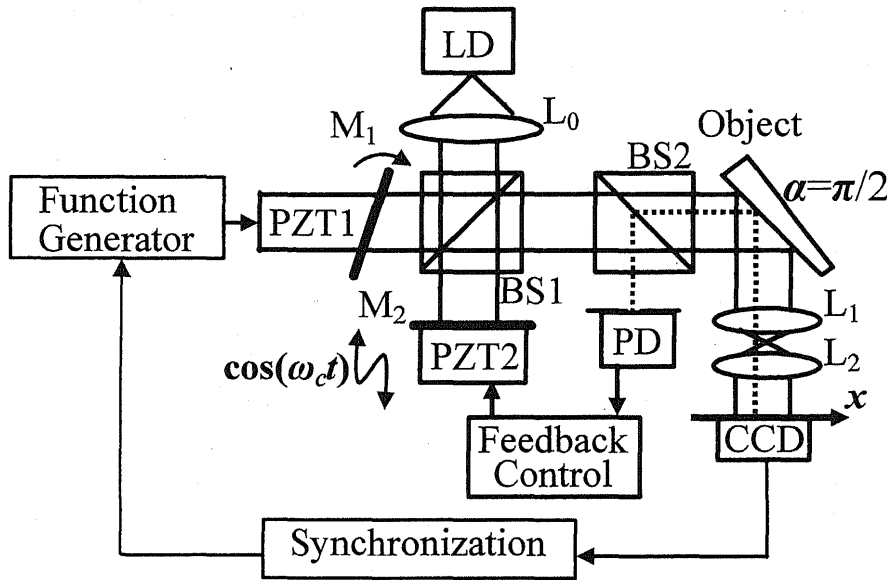 LD
L₀
M₁
Object
BS2
α=π/2
Function
Generator
PZT1
BS1
M₂
L₁
PZT2
PD
L₂
cos(ω_c t)
x
CCD
Feedback
Control
Synchronization